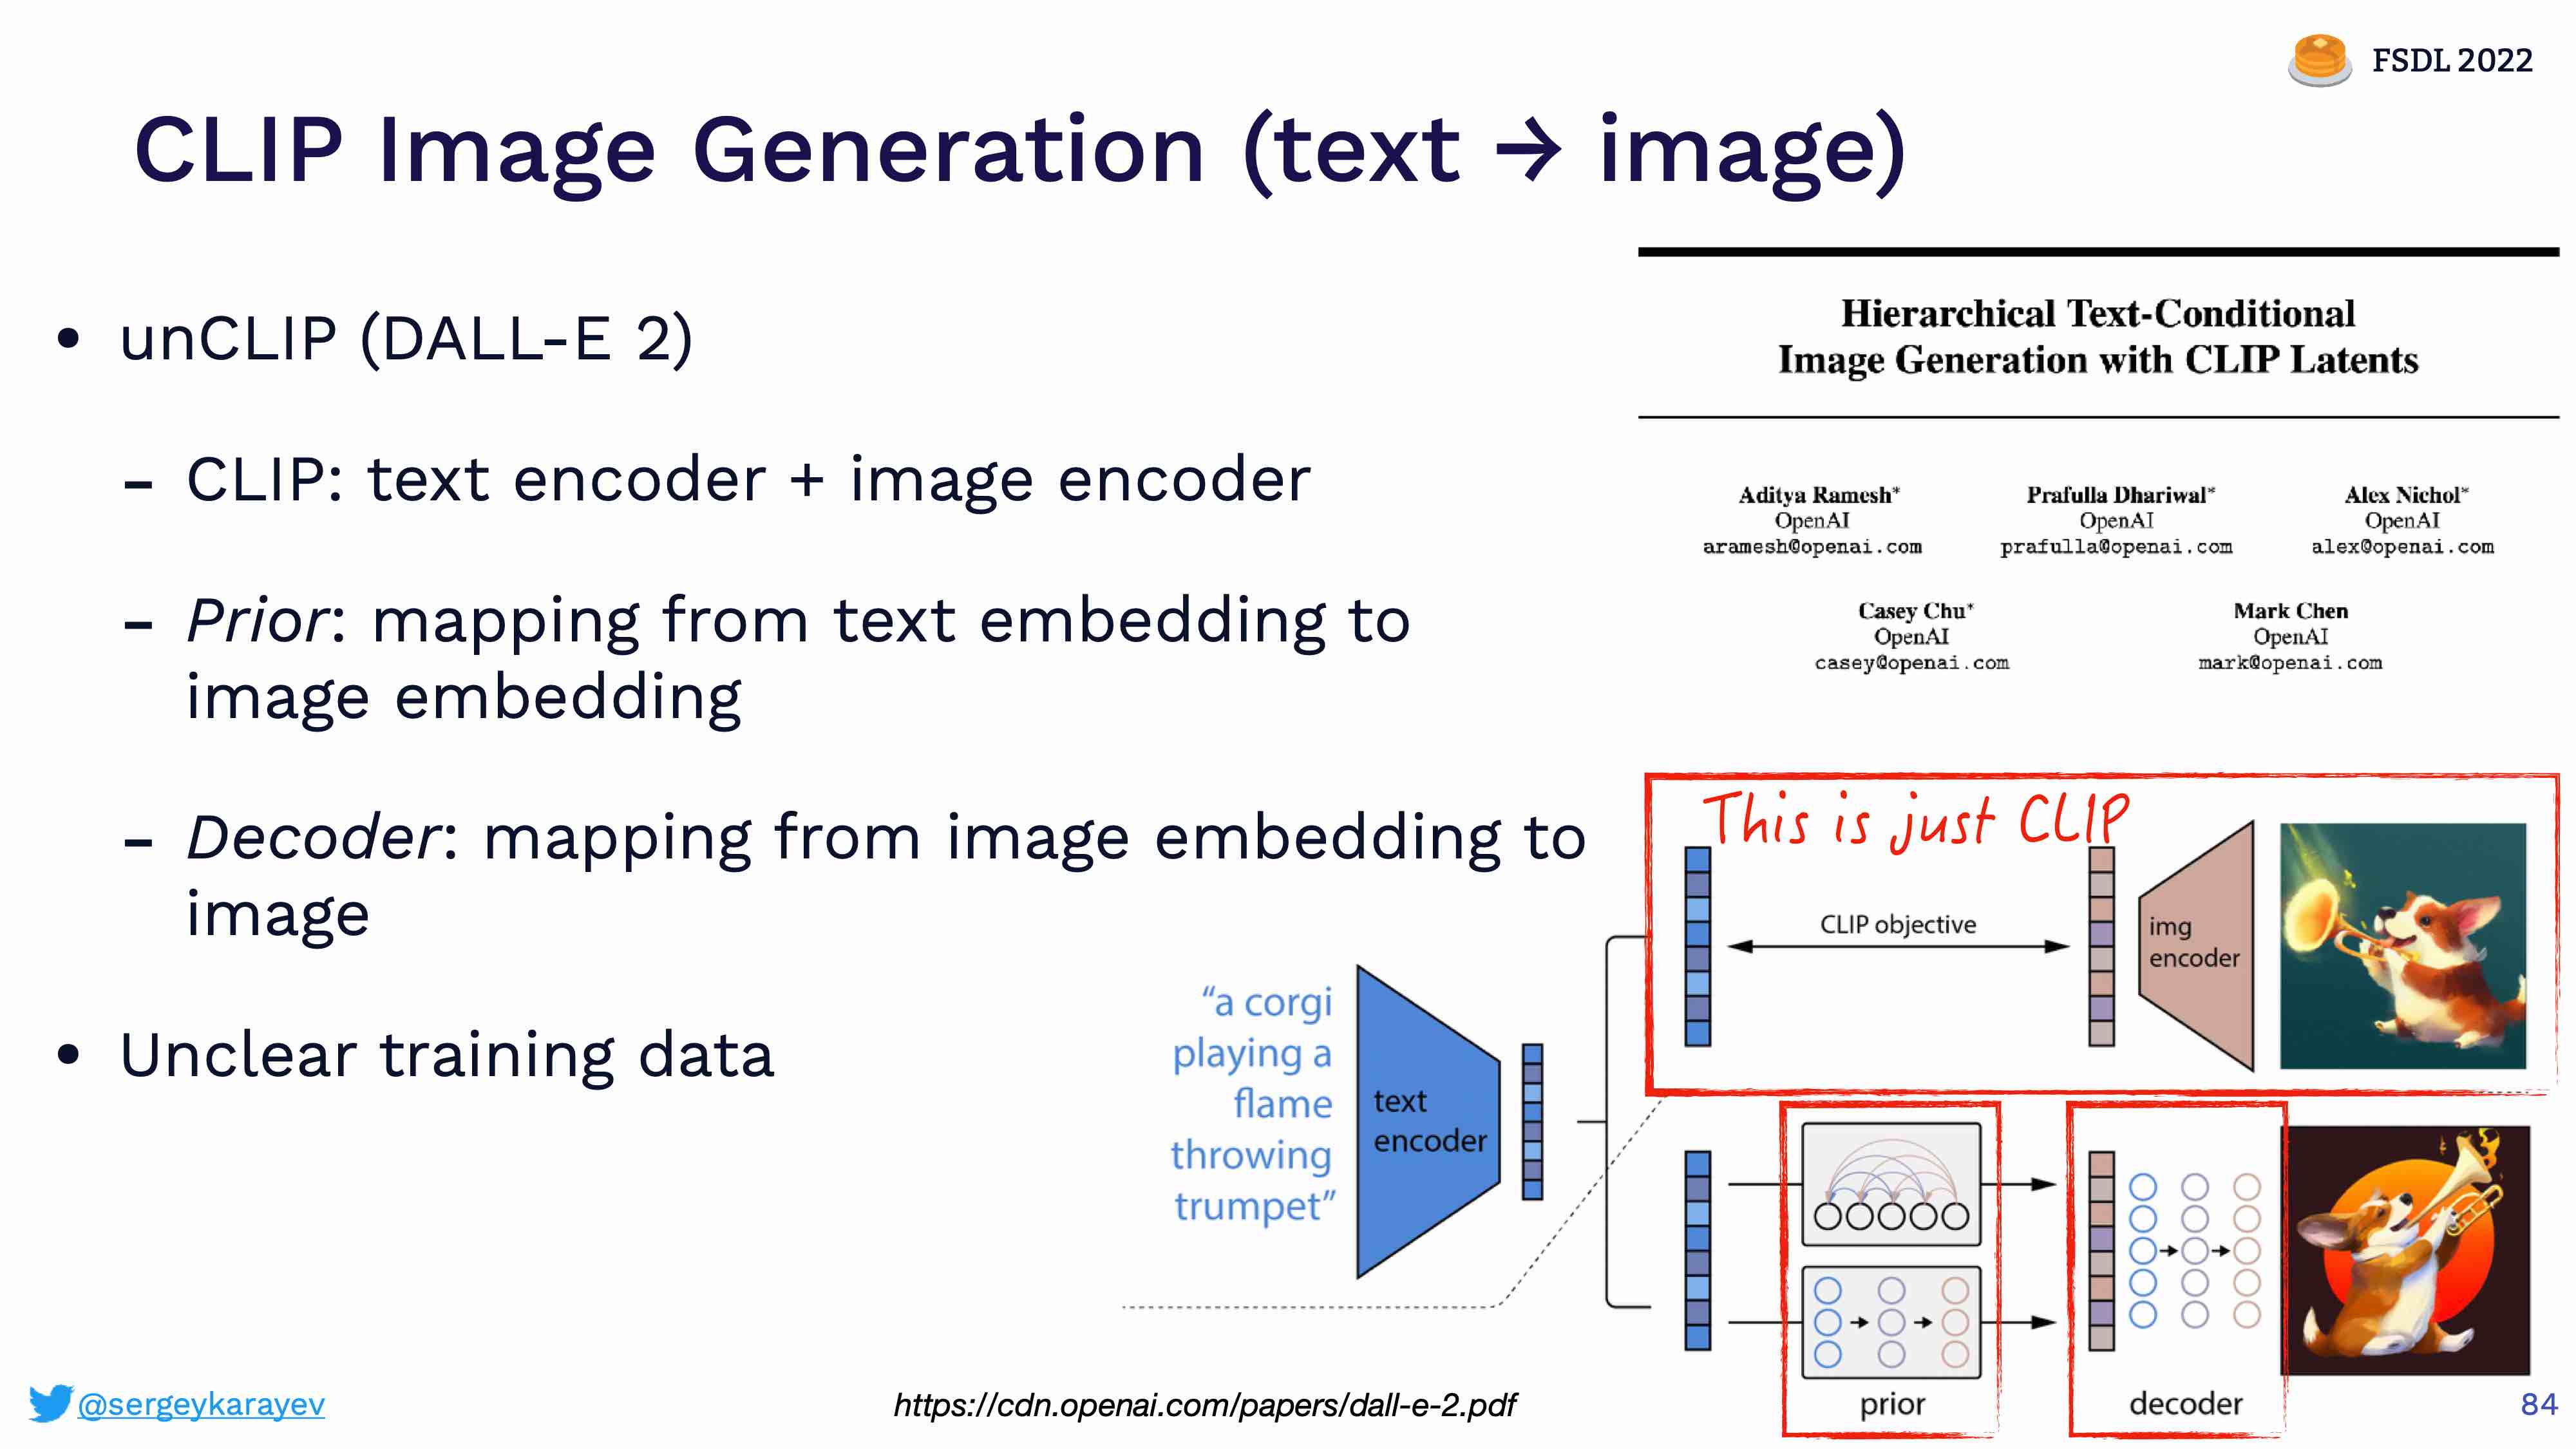 FSDL 2022
CLIP Image Generation (text → image)
• unCLIP (DALL-E 2)
- CLIP: text encoder + image encoder
- Prior: mapping from text embedding to
image embedding
- Decoder: mapping from image embedding to
image
• Unclear training data
Hierarchical Text-Conditional
Image Generation with CLIP Latents
Aditya Ramesh* Prafulla Dhariwal* Alex Nichol*
OpenAI OpenAI OpenAI
aramesh@openai.com prafulla@openai.com alex@openai.com
Casey Chu* Mark Chen
OpenAI OpenAI
casey@openai.com mark@openai.com
This is just CLIP
CLIP objective
img
encoder
“a corgi
playing a
flame
throwing
trumpet”
text
encoder
prior
decoder
@sergeykarayev
https://cdn.openai.com/papers/dall-e-2.pdf
84